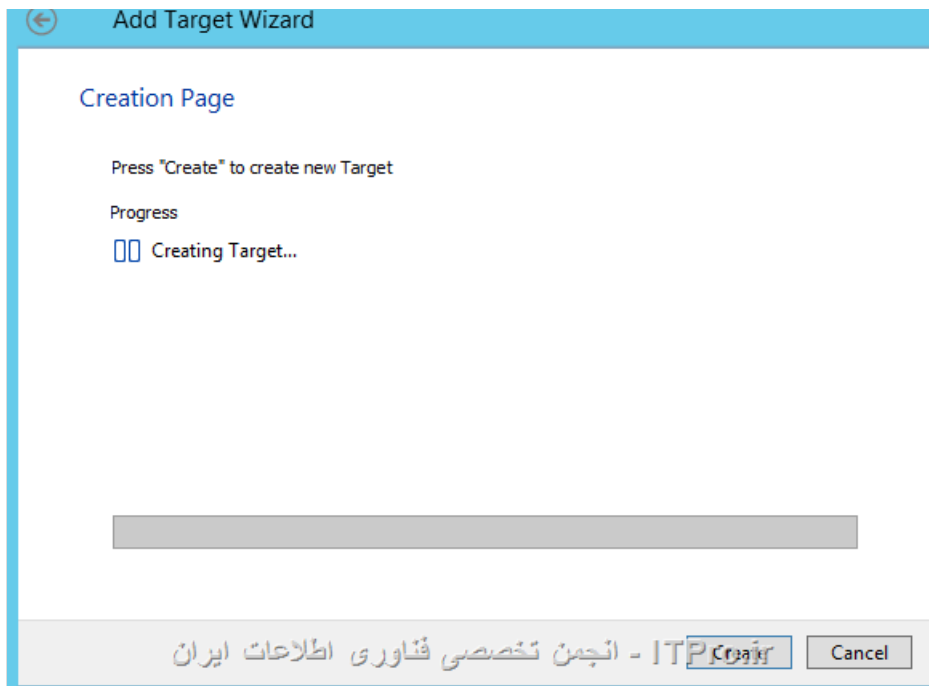 Add Target Wizard
Creation Page
Press "Create" to create new Target
Progress
Creating Target...
ITPro.ir - انجمن تخصصی فناوری اطلاعات ایران
Create Cancel